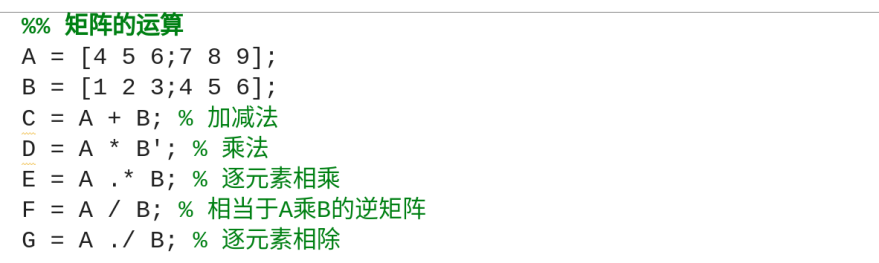 %% 矩阵的运算
A = [4 5 6;7 8 9];
B = [1 2 3;4 5 6];
C = A + B; % 加减法
D = A * B'; % 乘法
E = A .* B; % 逐元素相乘
F = A / B; % 相当于A乘B的逆矩阵
G = A ./ B; % 逐元素相除